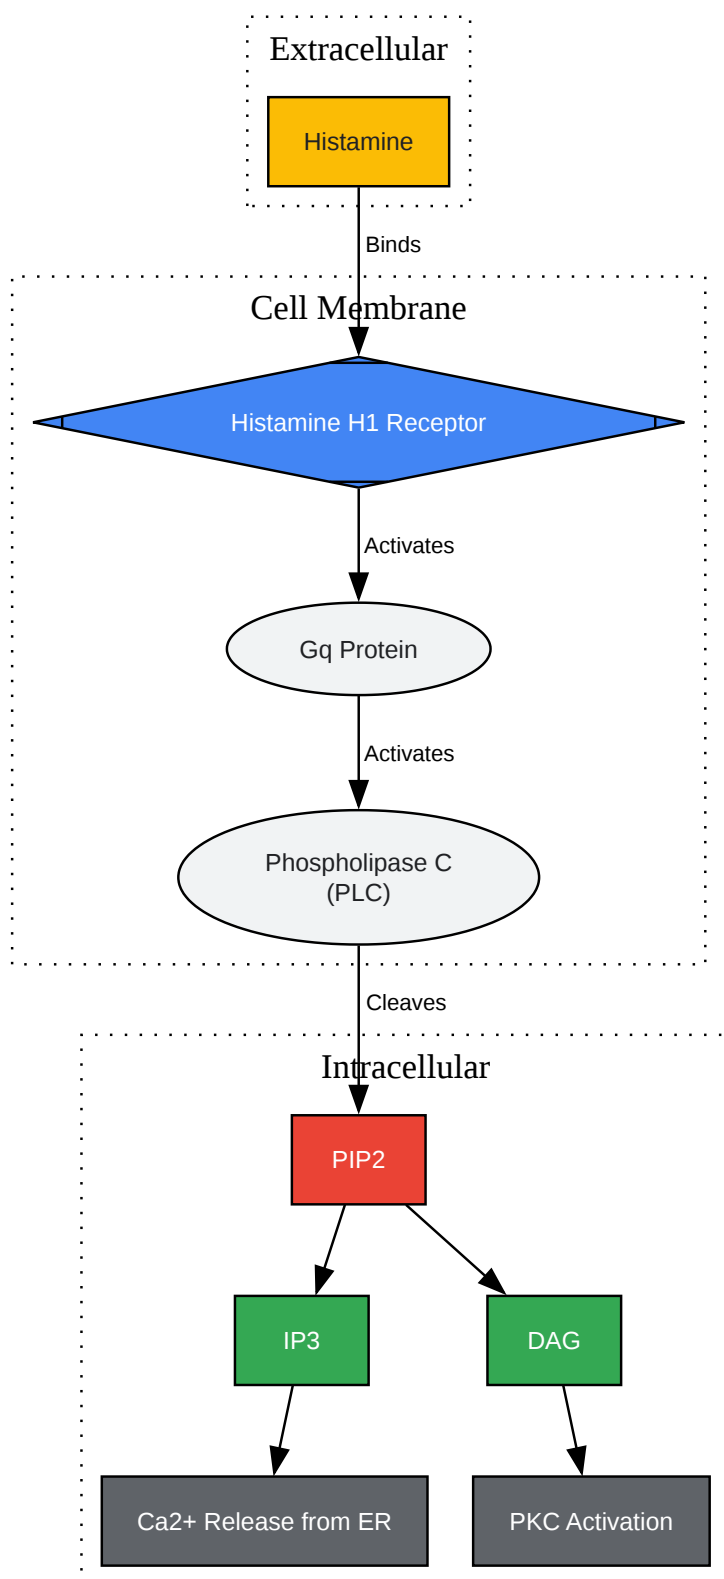 Extracellular
Histamine
Binds
Cell Membrane
Histamine H1 Receptor
Activates
Gq Protein
Activates
Phospholipase C
(PLC)
Cleaves
Intracellular
PIP2
IP3
DAG
Ca2+ Release from ER
PKC Activation